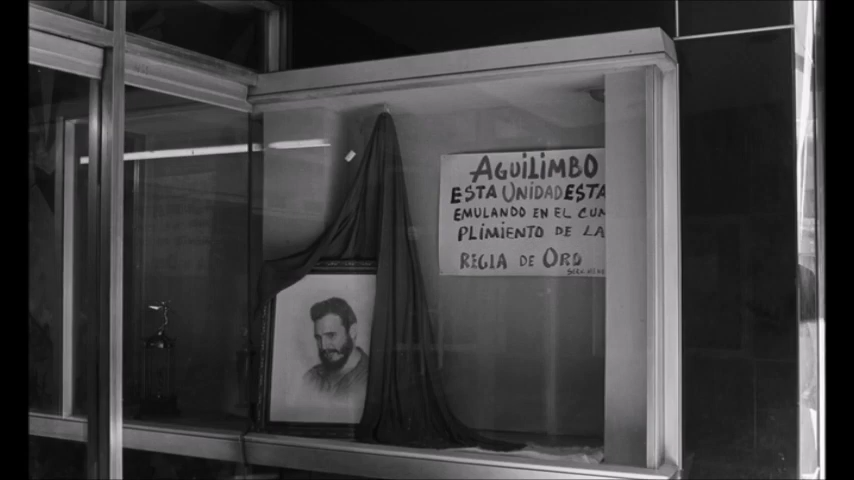 AGUILIMBO
ESTA UNIDAD ESTA
EMULANDO EN EL CUM
PLIMIENTO DE LA
REGLA DE ORO